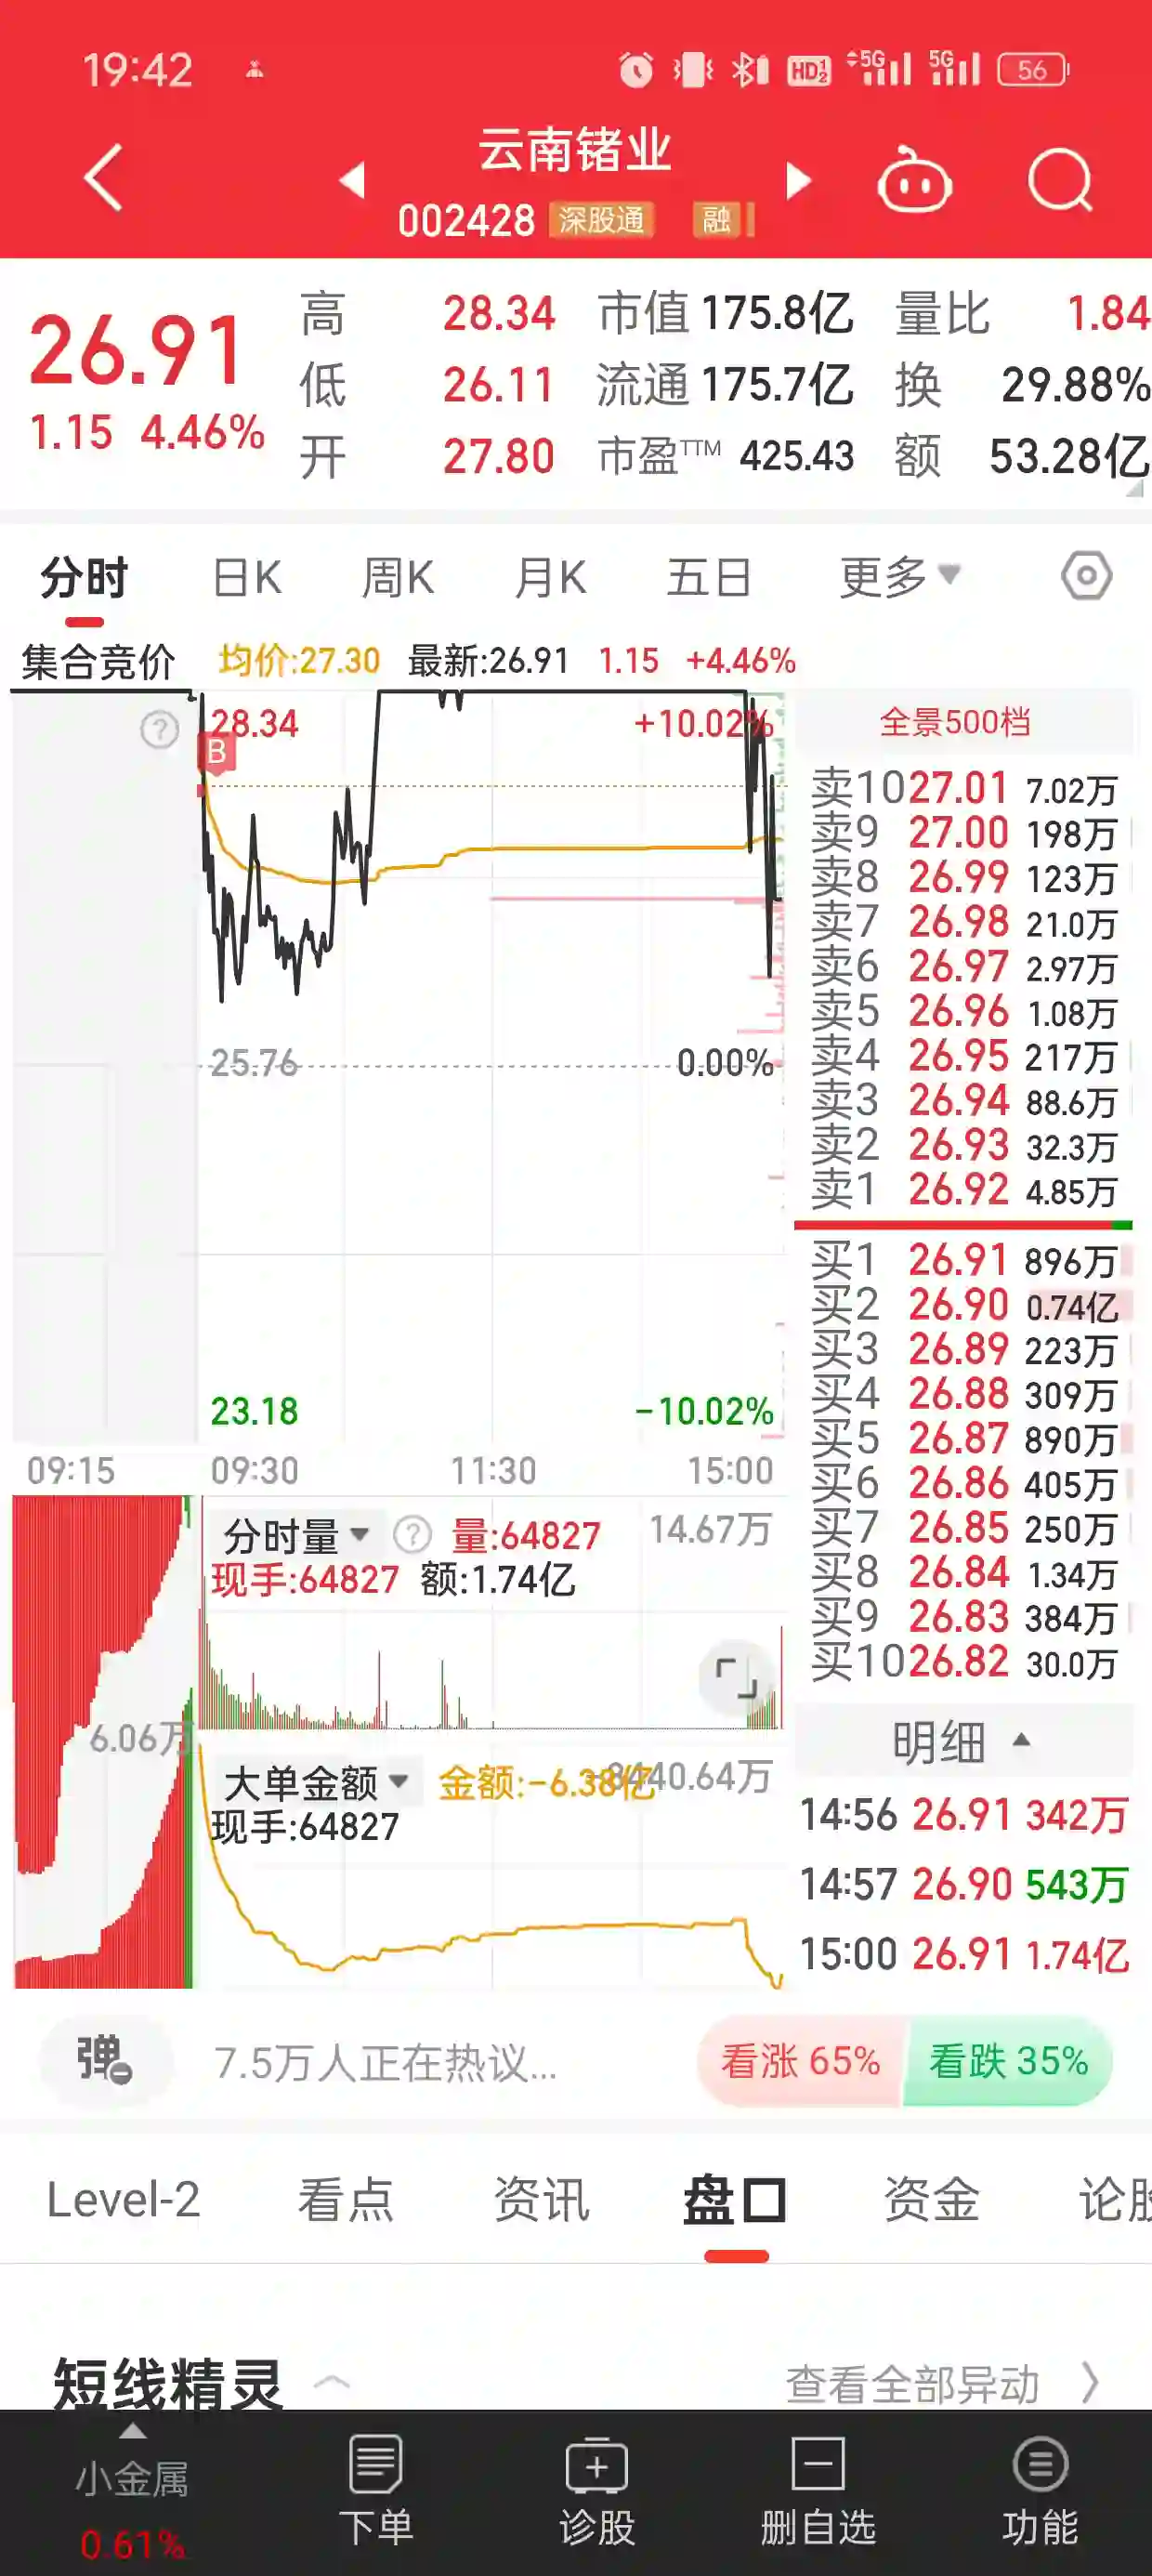 19:42 HD 1 2 5G 5G 56
云南锗业
002428 深股通 融
26.91
1.15 4.46%
高 28.34 市值 175.8亿 量比 1.84
低 26.11 流通 175.7亿 换 29.88%
开 27.80 市盈TTM 425.43 额 53.28亿
分时 日K 周K 月K 五日 更多
集合竞价 均价:27.30 最新:26.91 1.15 +4.46%
28.34 +10.02%
B
25.76 0.00%
23.18 -10.02%
09:15 09:30 11:30 15:00
全景500档
卖10 27.01 7.02万
卖9 27.00 198万
卖8 26.99 123万
卖7 26.98 21.0万
卖6 26.97 2.97万
卖5 26.96 1.08万
卖4 26.95 217万
卖3 26.94 88.6万
卖2 26.93 32.3万
卖1 26.92 4.85万
买1 26.91 896万
买2 26.90 0.74亿
买3 26.89 223万
买4 26.88 309万
买5 26.87 890万
买6 26.86 405万
买7 26.85 250万
买8 26.84 1.34万
买9 26.83 384万
买10 26.82 30.0万
分时量 ? 量:64827 14.67万
现手:64827 额:1.74亿
6.06万
大单金额 金额:-6.38亿
现手:64827
明细
14:56 26.91 342万
14:57 26.90 543万
15:00 26.91 1.74亿
弹 7.5万人正在热议... 看涨 65% 看跌 35%
Level-2 看点 资讯 盘口 资金 论股
短线精灵 查看全部异动
小金属 下单 诊股 删自选 功能
0.61%